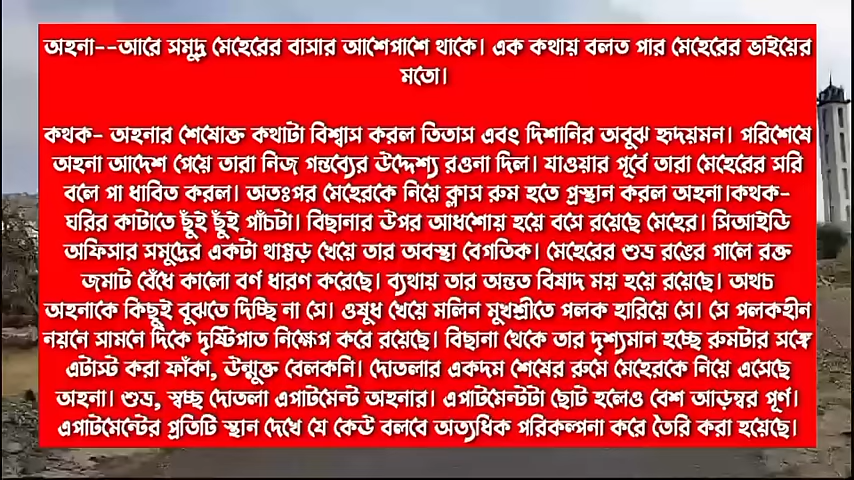 অহনা--আরে সমুদ্র মেহেরের বাসার আশেপাশে থাকে। এক কথায় বলত পার মেহেরের ভাইয়ের
মতো।
কথক- অহনার শেষোক্ত কথাটা বিশ্বাস করল তিতাস এবং দিশানির অবুঝ হৃদয়মন। পরিশেষে
অহনা আদেশ পেয়ে তারা নিজ গন্তব্যের উদ্দেশ্য রওনা দিল। যাওয়ার পূর্বে তারা মেহেরের সরি
বলে পা ধাবিত করল। অতঃপর মেহেরকে নিয়ে ক্লাস রুম হতে প্রস্থান করল অহনা।কথক-
ঘরির কাটাতে ছুঁই ছুঁই পাঁচটা। বিছানার উপর আধশোয় হয়ে বসে রয়েছে মেহের। সিআইডি
অফিসার সমুদ্রের একটা থাপ্পড় খেয়ে তার অবস্থা বেগতিক। মেহেরের শুভ্র রঙের গালে রক্ত
জমাট বেঁধে কালো বর্ণ ধারণ করেছে। ব্যথায় তার অন্তত বিষাদ ময় হয়ে রয়েছে। অথচ
অহনাকে কিছুই বুঝতে দিচ্ছি না সে। ওষুধ খেয়ে মলিন মুখশ্রীতে পলক হারিয়ে সে। সে পলকহীন
নয়নে সামনে দিকে দৃষ্টিপাত নিক্ষেপ করে রয়েছে। বিছানা থেকে তার দৃশ্যমান হচ্ছে রুমটার সঙ্গে
এটাস্ট করা ফাঁকা, উন্মুক্ত বেলকনি। দোতলার একদম শেষের রুমে মেহেরকে নিয়ে এসেছে
অহনা। শুভ্র, স্বচ্ছ দোতলা এপার্টমেন্ট অহনার। এপার্টমেন্টটা ছোট হলেও বেশ আড়ম্বর পূর্ণ।
এপার্টমেন্টের প্রতিটি স্থান দেখে যে কেউ বলবে অত্যধিক পরিকল্পনা করে তৈরি করা হয়েছে।